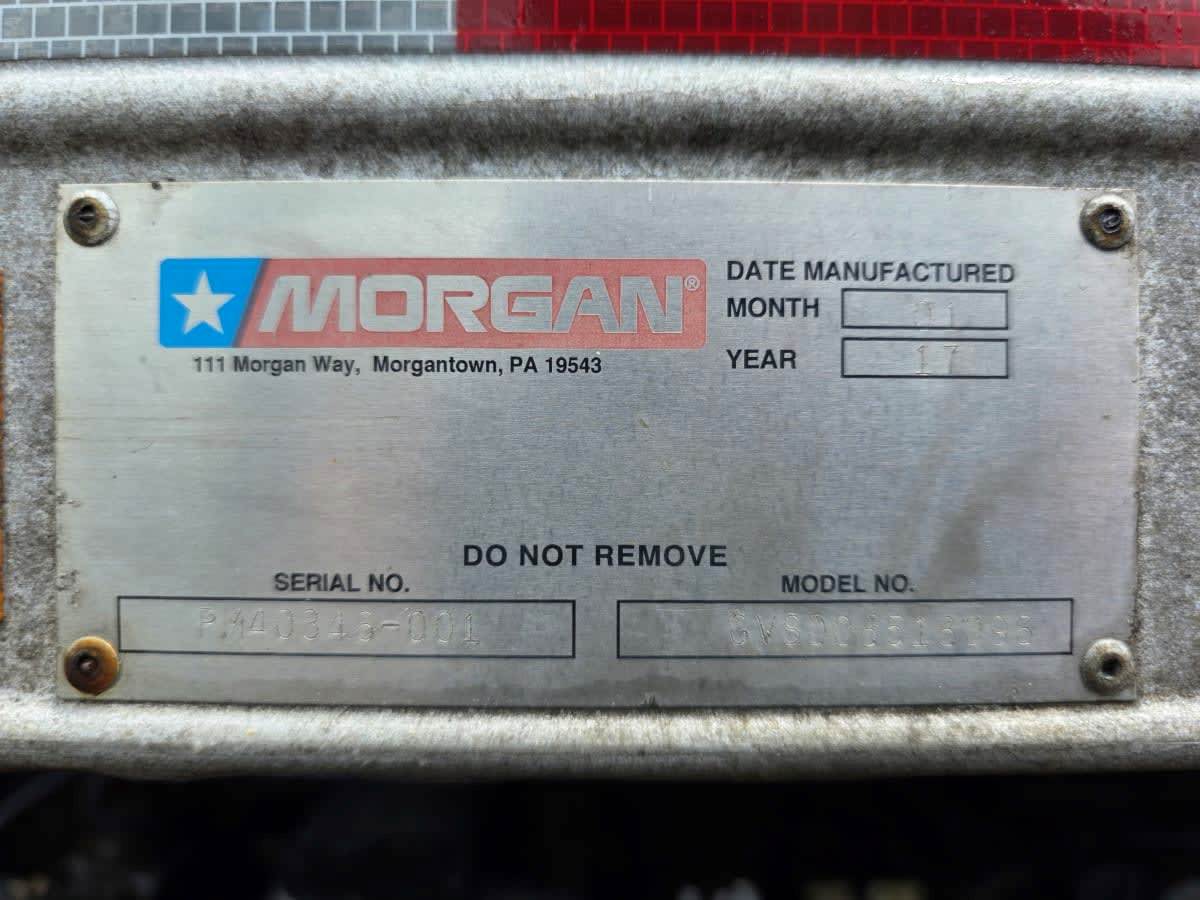 MORGAN®
111 Morgan Way, Morgantown, PA 19543
DATE MANUFACTURED
MONTH
YEAR 17
DO NOT REMOVE
SERIAL NO.
MODEL NO.